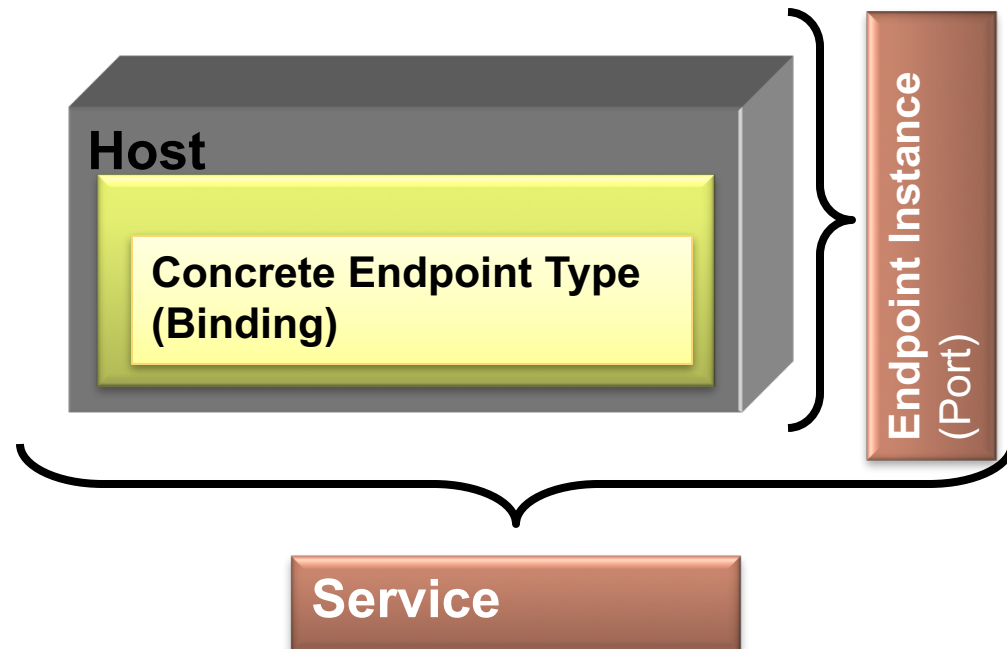 Host
Concrete Endpoint Type
(Binding)
Endpoint Instance
(Port)
Service